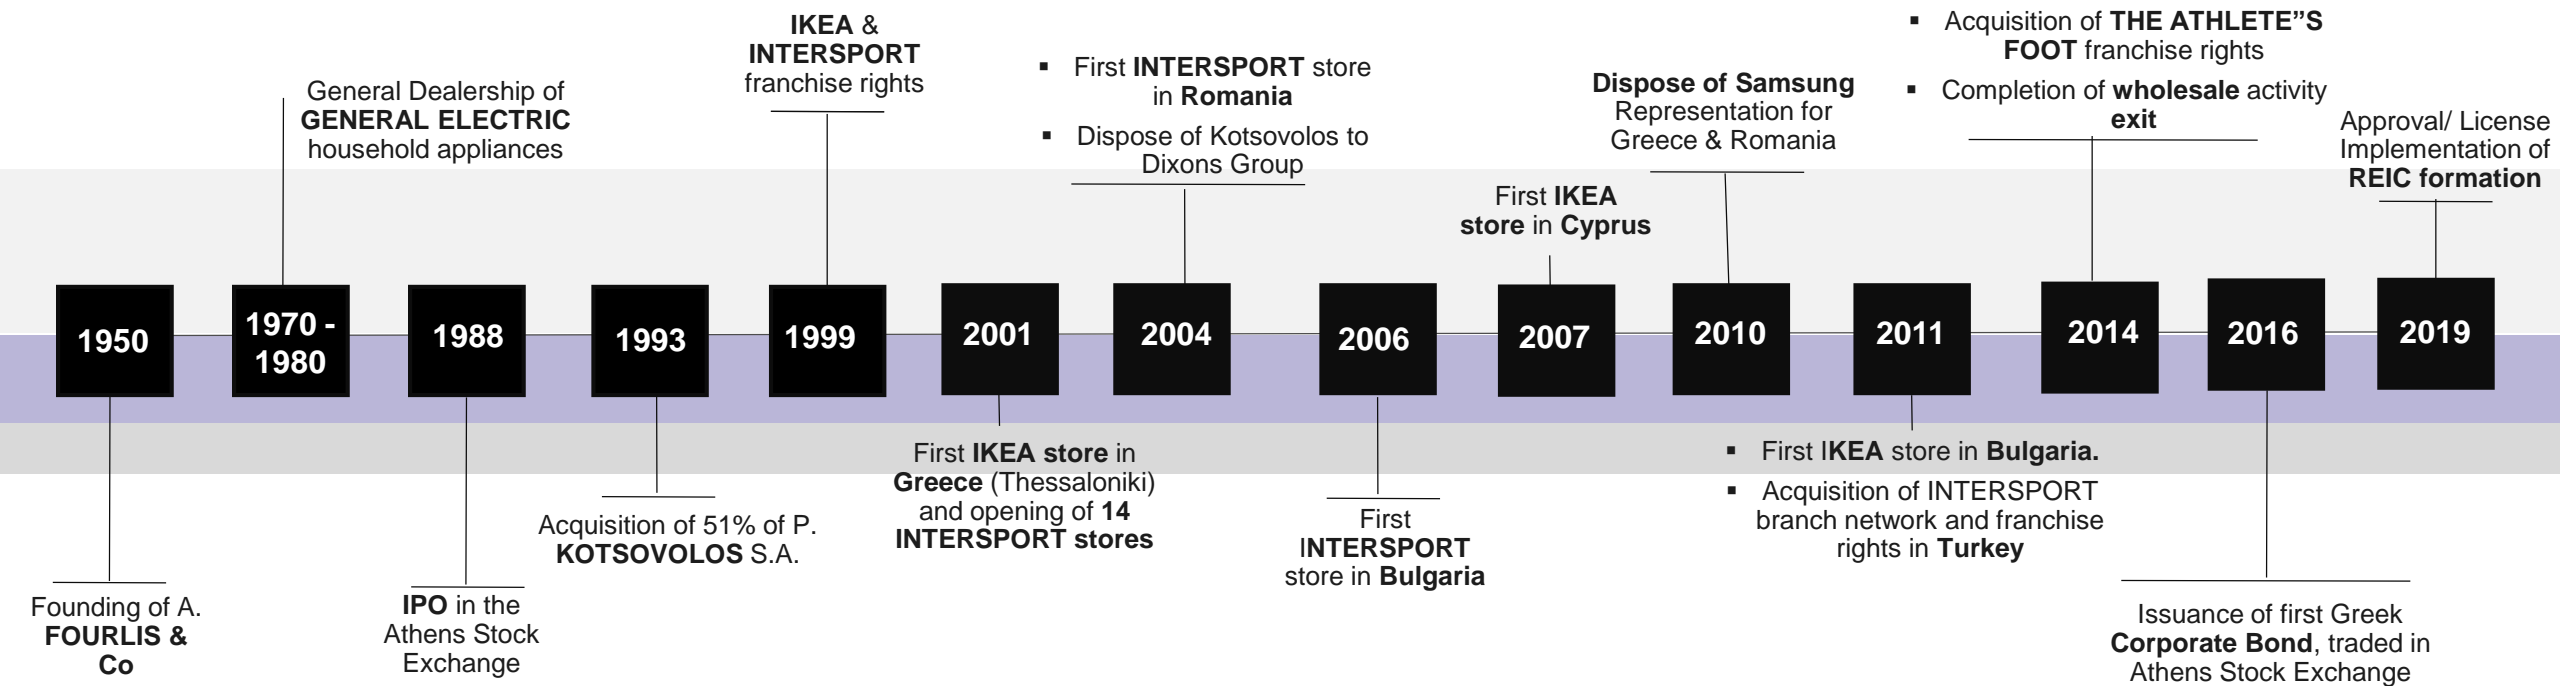 1950
Founding of A.
FOURLIS &
Co
1970 -
1980
General Dealership of
GENERAL ELECTRIC
household appliances
1988
IPO in the
Athens Stock
Exchange
1993
Acquisition of 51% of P.
KOTSOVOLOS S.A.
1999
IKEA &
INTERSPORT
franchise rights
2001
First IKEA store in
Greece (Thessaloniki)
and opening of 14
INTERSPORT stores
2004
▪ First INTERSPORT store
in Romania
▪ Dispose of Kotsovolos to
Dixons Group
2006
First
INTERSPORT
store in Bulgaria
2007
First IKEA
store in Cyprus
2010
Dispose of Samsung
Representation for
Greece & Romania
2011
▪ First IKEA store in Bulgaria.
▪ Acquisition of INTERSPORT
branch network and franchise
rights in Turkey
2014
▪ Acquisition of THE ATHLETE”S
FOOT franchise rights
▪ Completion of wholesale activity
exit
2016
Issuance of first Greek
Corporate Bond, traded in
Athens Stock Exchange
2019
Approval/ License
Implementation of
REIC formation